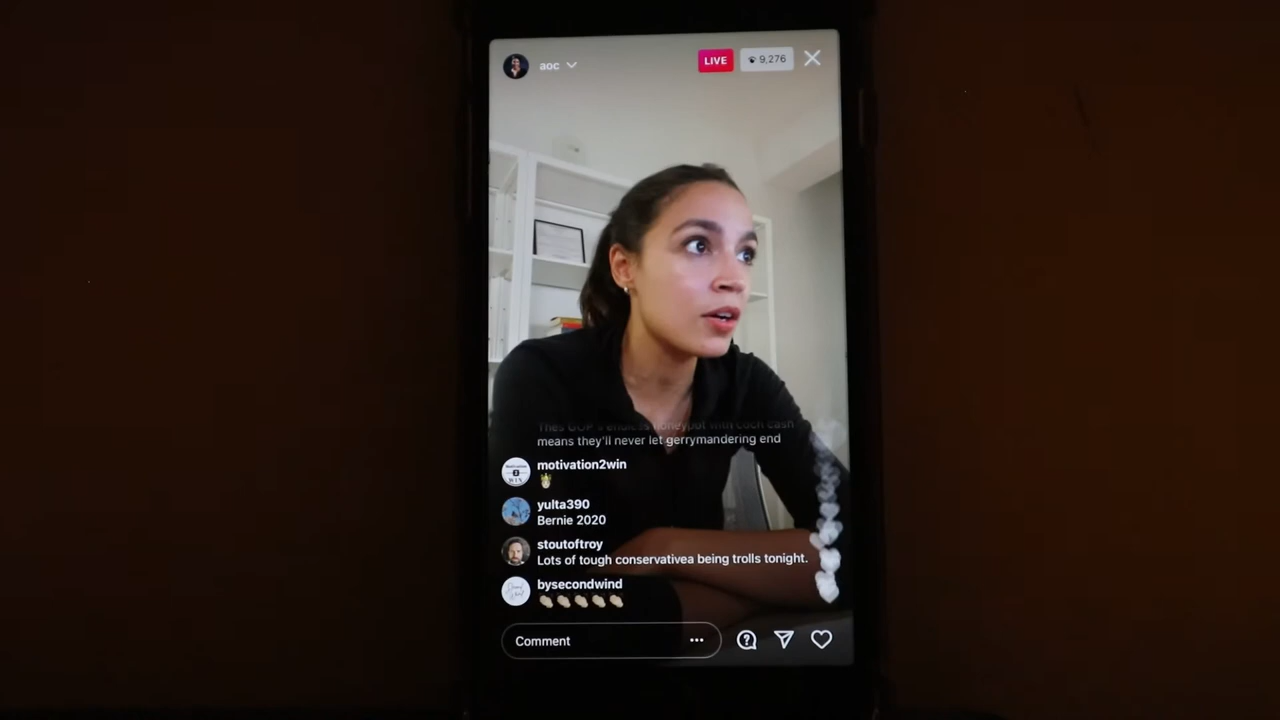 aoc
LIVE
9,276
means they'll never let gerrymandering end
motivation2win
yulta390
Bernie 2020
stoutoftroy
Lots of tough conservativea being trolls tonight.
bysecondwind
Comment